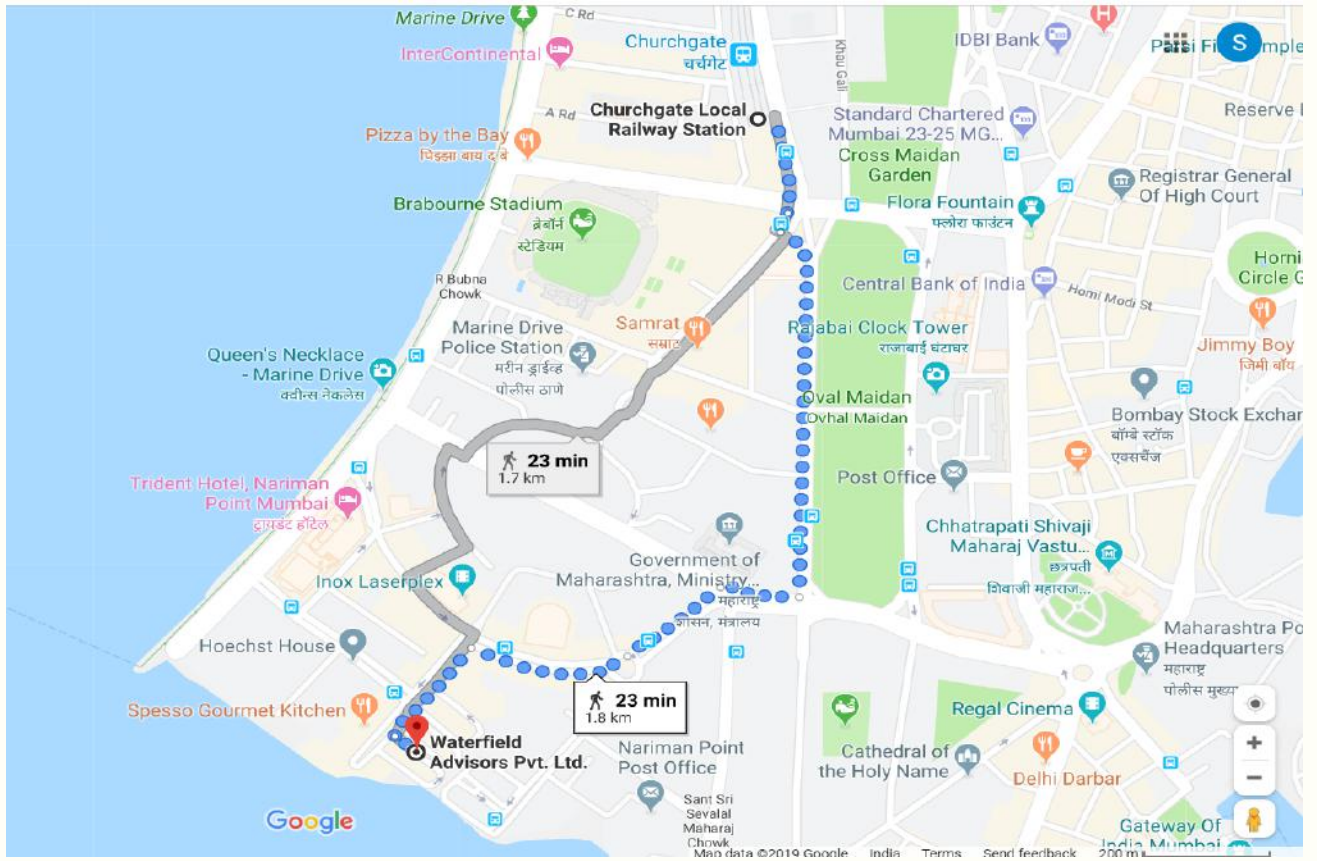 Marine Drive
C Rd
InterContinental
Churchgate
चर्चगेट
Khau Gali
IDBI Bank
H
S
A Rd
Churchgate Local
Railway Station
Standard Chartered
Mumbai 23-25 MG...
Reserve
Pizza by the Bay
Cross Maidan
Garden
Registrar General
Of High Court
Brabourne Stadium
ब्रेबॉर्न
स्टेडियम
Flora Fountain
फ्लोरा फाउंटन
R Bubna
Chowk
Central Bank of India
Homi Modi St
Horni
Circle G
Marine Drive
Police Station
मरीन ड्राईव्ह
पोलीस ठाणे
Samrat
सम्राट
Rajabai Clock Tower
राजाबाई घंटाघर
Jimmy Boy
जिमी बॉय
Queen's Necklace
- Marine Drive
क्वीन्स नेकलेस
Oval Maidan
Ovhal Maidan
Bombay Stock Exchar
बॉम्बे स्टॉक
एक्सचेंज
23 min
1.7 km
Trident Hotel, Nariman
Point Mumbai
ट्रायडंट हॉटेल
Post Office
Chhatrapati Shivaji
Maharaj Vastu...
छत्रपती
शिवाजी महाराज...
Government of
Maharashtra, Ministry...
महाराष्ट्र
शासन, मंत्रालय
Inox Laserplex
Hoechst House
Maharashtra Po
Headquarters
महाराष्ट्र
पोलीस मुख्य
23 min
1.8 km
Spesso Gourmet Kitchen
Regal Cinema
Waterfield
Advisors Pvt. Ltd.
Nariman Point
Post Office
Cathedral of
the Holy Name
Delhi Darbar
Sant Sri
Sevalal
Maharaj
Chowk
Google
Gateway Of
India Mumbai
Map data ©2019 Google India Terms Send feedback 200 m